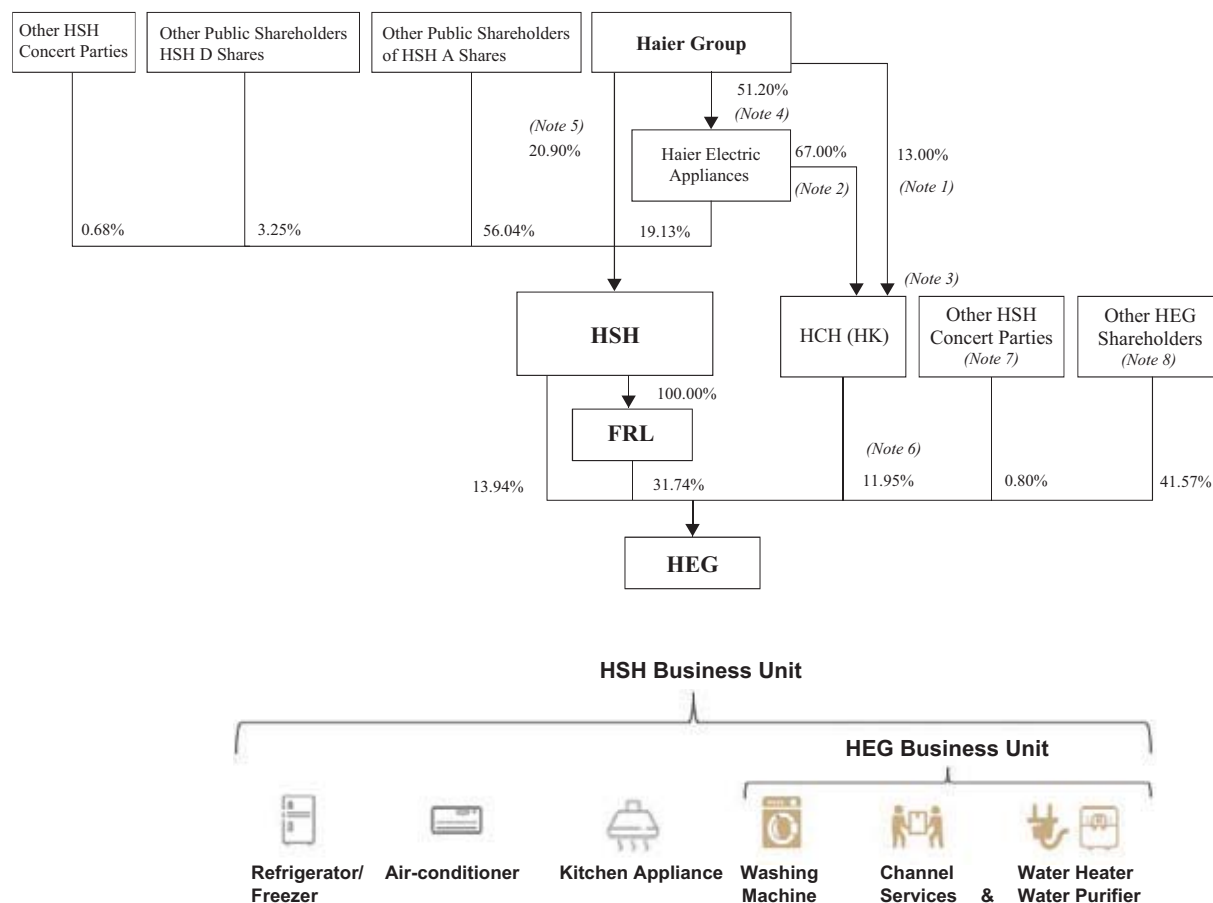 Other HSH
Concert Parties
Other Public Shareholders
HSH D Shares
Other Public Shareholders
of HSH A Shares
Haier Group
51.20%
(Note 4)
(Note 5)
20.90%
Haier Electric
Appliances
67.00%
(Note 2)
13.00%
(Note 1)
0.68%
3.25%
56.04%
19.13%
(Note 3)
HSH
HCH (HK)
Other HSH
Concert Parties
(Note 7)
Other HEG
Shareholders
(Note 8)
100.00%
FRL
(Note 6)
13.94%
31.74%
11.95%
0.80%
41.57%
HEG
HSH Business Unit
HEG Business Unit
Refrigerator/
Freezer
Air-conditioner
Kitchen Appliance
Washing
Machine
Channel
Services
&
Water Heater
Water Purifier